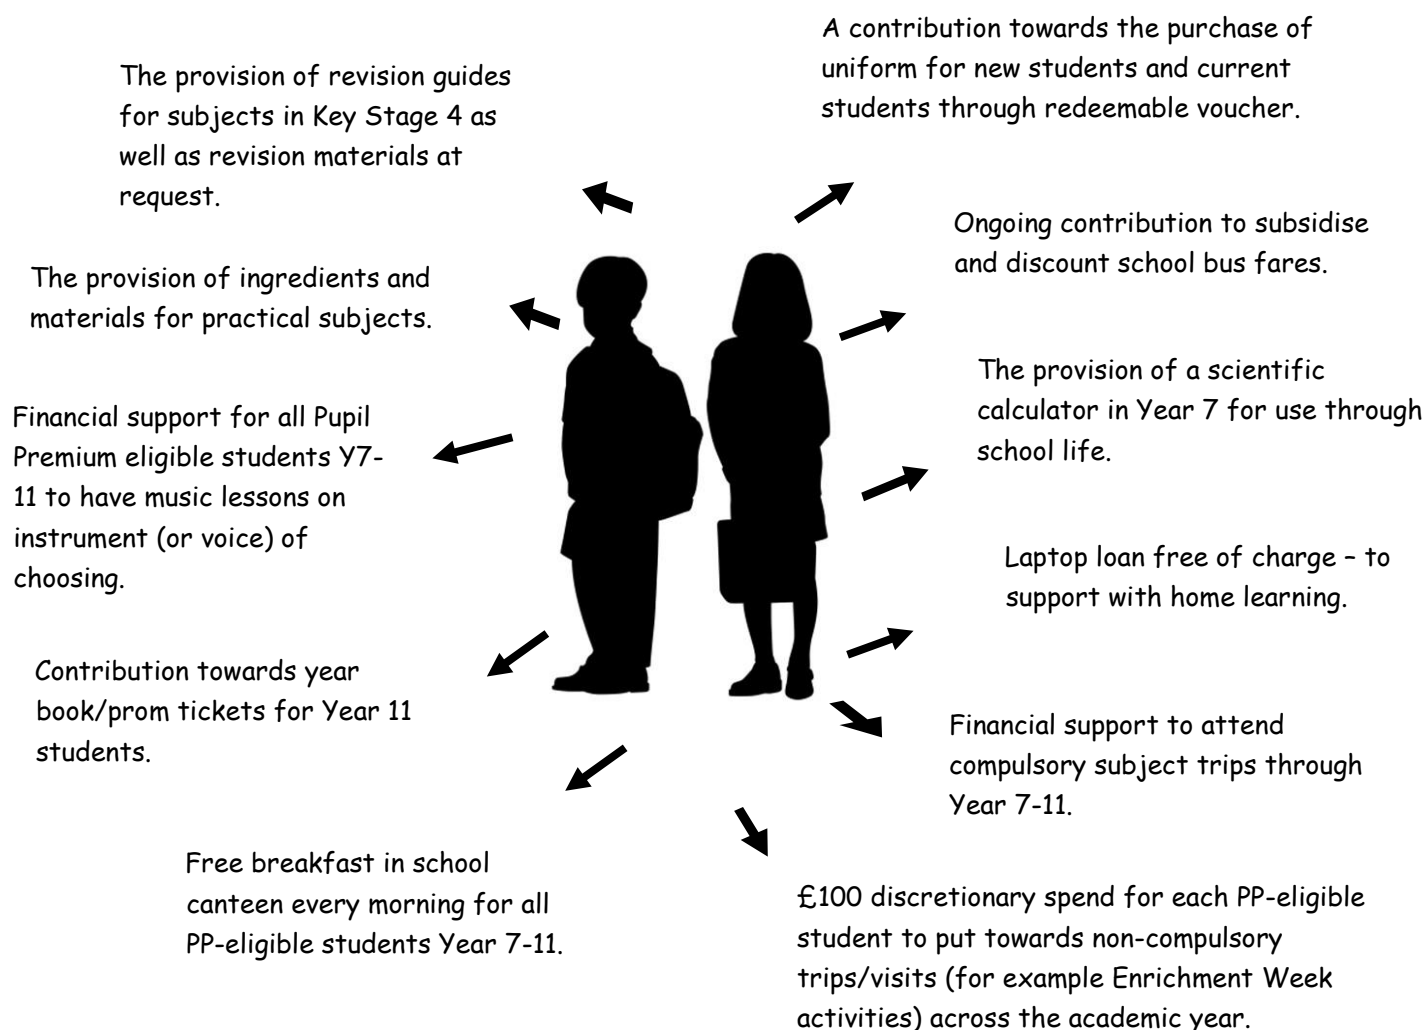 The provision of revision guides
for subjects in Key Stage 4 as
well as revision materials at
request.
The provision of ingredients and
materials for practical subjects.
Financial support for all Pupil
Premium eligible students Y7-
11 to have music lessons on
instrument (or voice) of
choosing.
Contribution towards year
book/prom tickets for Year 11
students.
Free breakfast in school
canteen every morning for all
PP-eligible students Year 7-11.
A contribution towards the purchase of
uniform for new students and current
students through redeemable voucher.
Ongoing contribution to subsidise
and discount school bus fares.
The provision of a scientific
calculator in Year 7 for use through
school life.
Laptop loan free of charge – to
support with home learning.
Financial support to attend
compulsory subject trips through
Year 7-11.
£100 discretionary spend for each PP-eligible
student to put towards non-compulsory
trips/visits (for example Enrichment Week
activities) across the academic year.